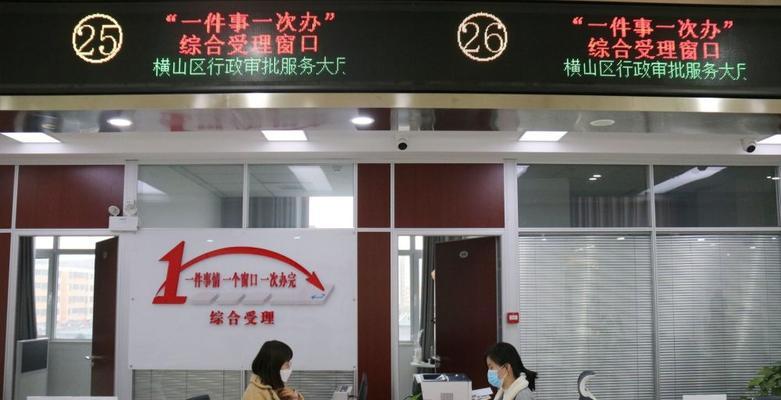 25
“一件事一次办”
综合受理窗口
横山区行政审批服务大厅
26
“一件事一次办”
综合受理窗口
横山区行政审批服务大厅
1
一件事情 一个窗口 一次办完
综合受理